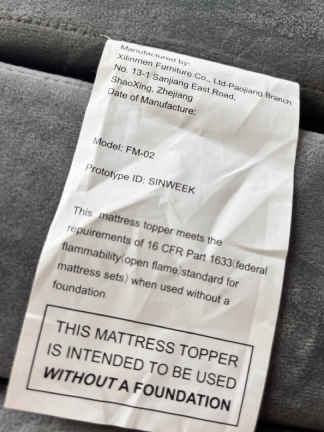 Manufactured by:
Xilinmen Furniture Co., Ltd-Paojiang Branch
No. 13-1 Sanjiang East Road,
ShaoXing, Zhejiang
Date of Manufacture:
Model: FM-02
Prototype ID: SINWEEK
This mattress topper meets the
repuirements of 16 CFR Part 1633(federal
flammability(open flame)standard for
mattress sets) when used without a
foundation
THIS MATTRESS TOPPER
IS INTENDED TO BE USED
WITHOUT A FOUNDATION